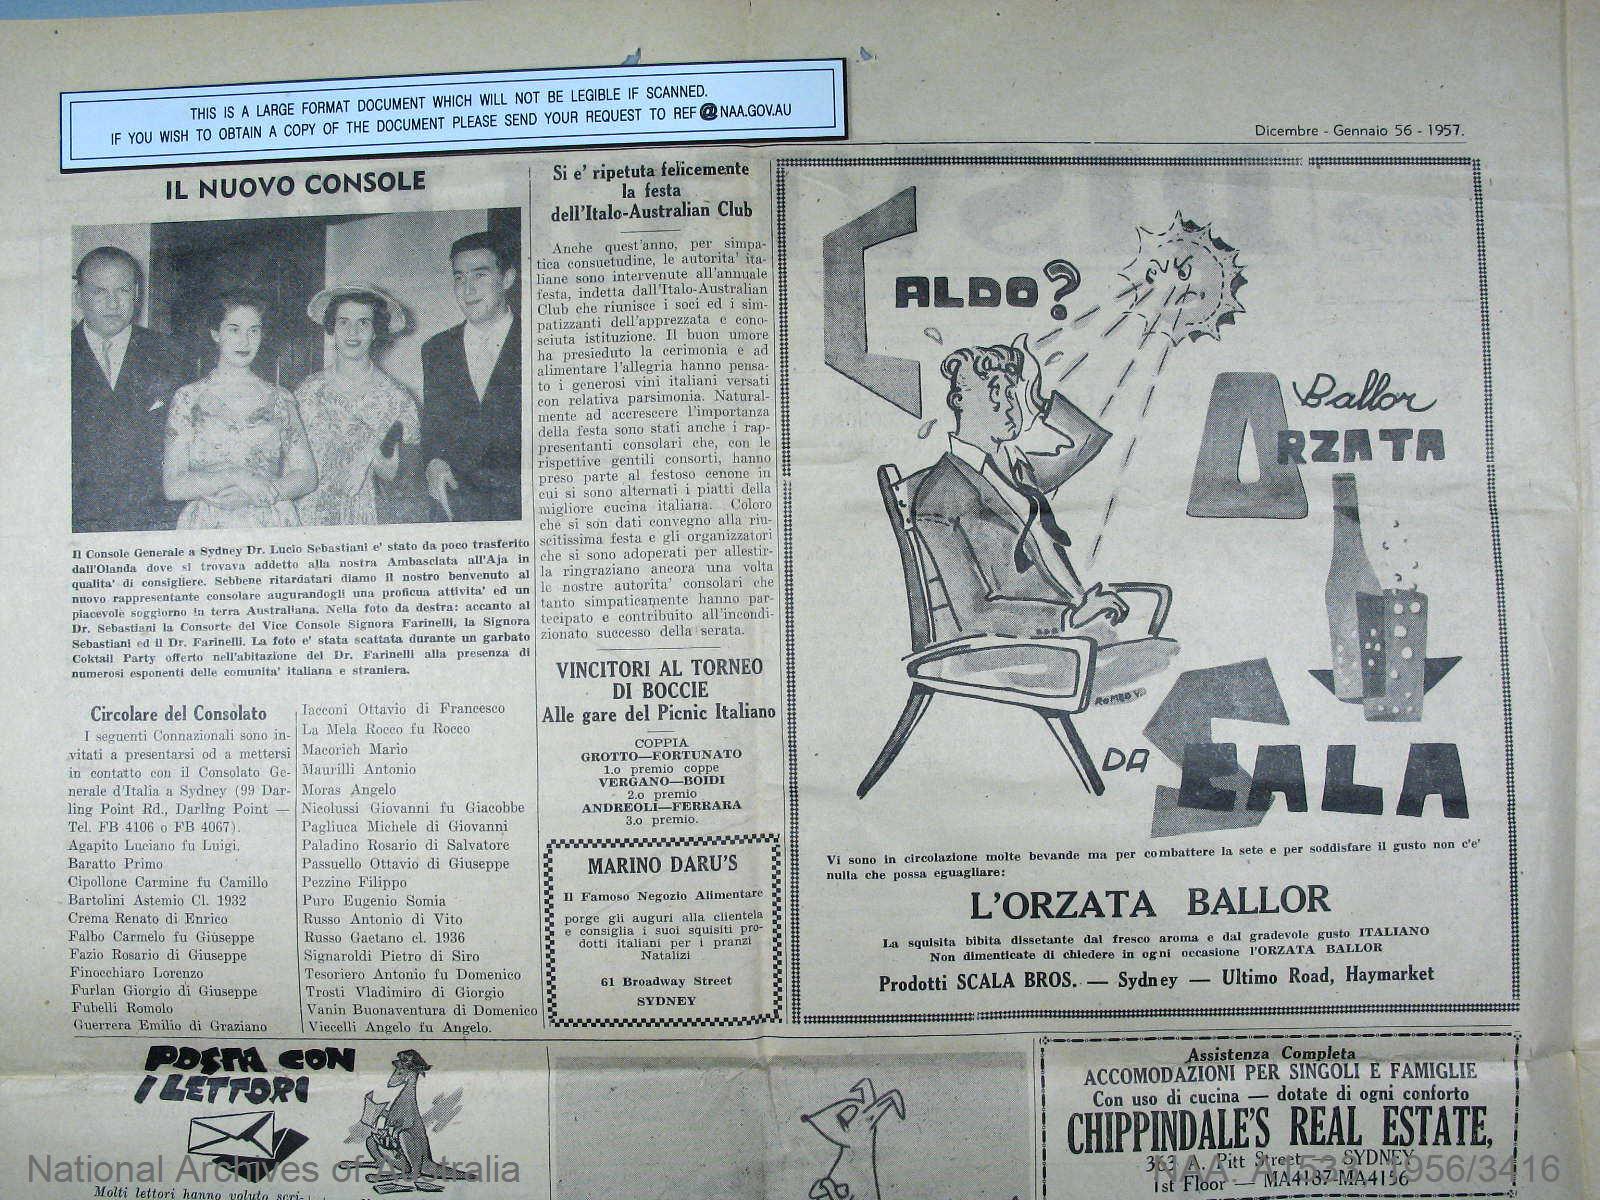 THIS IS A LARGE FORMAT DOCUMENT WHICH WILL NOT BE LEGIBLE IF SCANNED.
IF YOU WISH TO OBTAIN A COPY OF THE DOCUMENT PLEASE SEND YOUR REQUEST TO REF@NAA.GOV.AU
Dicembre - Gennaio 56 - 1957.
IL NUOVO CONSOLE
Il Console Generale a Sydney Dr. Lucio Sebastiani e' stato da poco trasferito
dall'Olanda dove si trovava addetto alla nostra Ambasciata all'Aja in
qualita' di consigliere. Sebbene ritardatari diamo il nostro benvenuto al
nuovo rappresentante consolare augurandogli una proficua attivita' ed un
piacevole soggiorno in terra Australiana. Nella foto da destra: accanto al
Dr. Sebastiani la Consorte del Vice Console Signora Farinelli, la Signora
Sebastiani ed il Dr. Farinelli. La foto e' stata scattata durante un garbato
Coktail Party offerto nell'abitazione del Dr. Farinelli alla presenza di
numerosi esponenti delle comunita' italiana e straniera.
Circolare del Consolato
I seguenti Connazionali sono in-
vitati a presentarsi od a mettersi
in contatto con il Consolato Ge-
nerale d'Italia a Sydney (99 Dar-
ling Point Rd., Darling Point —
Tel. FB 4106 o FB 4067).
Agapito Luciano fu Luigi.
Baratto Primo
Cipollone Carmine fu Camillo
Bartolini Astemio Cl. 1932
Crema Renato di Enrico
Falbo Carmelo fu Giuseppe
Fazio Rosario di Giuseppe
Finocchiaro Lorenzo
Furlan Giorgio di Giuseppe
Fubelli Romolo
Guerrera Emilio di Graziano
Iacconi Ottavio di Francesco
La Mela Rocco fu Rocco
Macorich Mario
Maurilli Antonio
Moras Angelo
Nicolussi Giovanni fu Giacobbe
Pagliuca Michele di Giovanni
Paladino Rosario di Salvatore
Passuello Ottavio di Giuseppe
Pezzino Filippo
Puro Eugenio Somia
Russo Antonio di Vito
Russo Gaetano cl. 1936
Signaroldi Pietro di Siro
Tesoriero Antonio fu Domenico
Trosti Vladimiro di Giorgio
Vanin Buonaventura di Domenico
Viecelli Angelo fu Angelo.
Si e' ripetuta felicemente
la festa
dell'Italo-Australian Club
Anche quest'anno, per simpa-
tica consuetudine, le autorita' ita-
liane sono intervenute all'annuale
festa, indetta dall'Italo-Australian
Club che riunisce i soci ed i sim-
patizzanti dell'apprezzata e cono-
sciuta istituzione. Il buon umore
ha presieduto la cerimonia e ad
alimentare l'allegria hanno pensa-
to i generosi vini italiani versati
con relativa parsimonia. Natural-
mente ad accrescere l'importanza
della festa sono stati anche i rap-
presentanti consolari che, con le
rispettive gentili consorti, hanno
preso parte al festoso cenone in
cui si sono alternati i piatti della
migliore cucina italiana. Coloro
che si son dati convegno alla riu-
scitissima festa e gli organizzatori
che si sono adoperati per allestir-
la ringraziano ancora una volta
le nostre autorita' consolari che
tanto simpaticamente hanno par-
tecipato e contribuito all'incondi-
zionato successo della serata.
VINCITORI AL TORNEO
DI BOCCIE
Alle gare del Picnic Italiano
COPPIA
GROTTO—FORTUNATO
1.o premio coppe
VERGANO—BOIDI
2.o premio
ANDREOLI—FERRARA
3.o premio.
MARINO DARU'S
Il Famoso Negozio Alimentare
porge gli auguri alla clientela
e consiglia i suoi squisiti pro-
dotti italiani per i pranzi
Natalizi
61 Broadway Street
SYDNEY
CALDO?
Ballor
ORZATA
ROMEO V.
DA
SCALA
Vi sono in circolazione molte bevande ma per combattere la sete e per soddisfare il gusto non c'e'
nulla che possa eguagliare:
L'ORZATA BALLOR
La squisita bibita dissetante dal fresco aroma e dal gradevole gusto ITALIANO
Non dimenticate di chiedere in ogni occasione l'ORZATA BALLOR
Prodotti SCALA BROS. — Sydney — Ultimo Road, Haymarket
POSTA CON
I LETTORI
Molti lettori hanno voluto scri-
Assistenza Completa
ACCOMODAZIONI PER SINGOLI E FAMIGLIE
Con uso di cucina — dotate di ogni conforto
CHIPPINDALE'S REAL ESTATE,
363 A. Pitt Street — SYDNEY
1st Floor — MA4187-MA4156
National Archives of Australia
NAA: A1533, 1956/3416